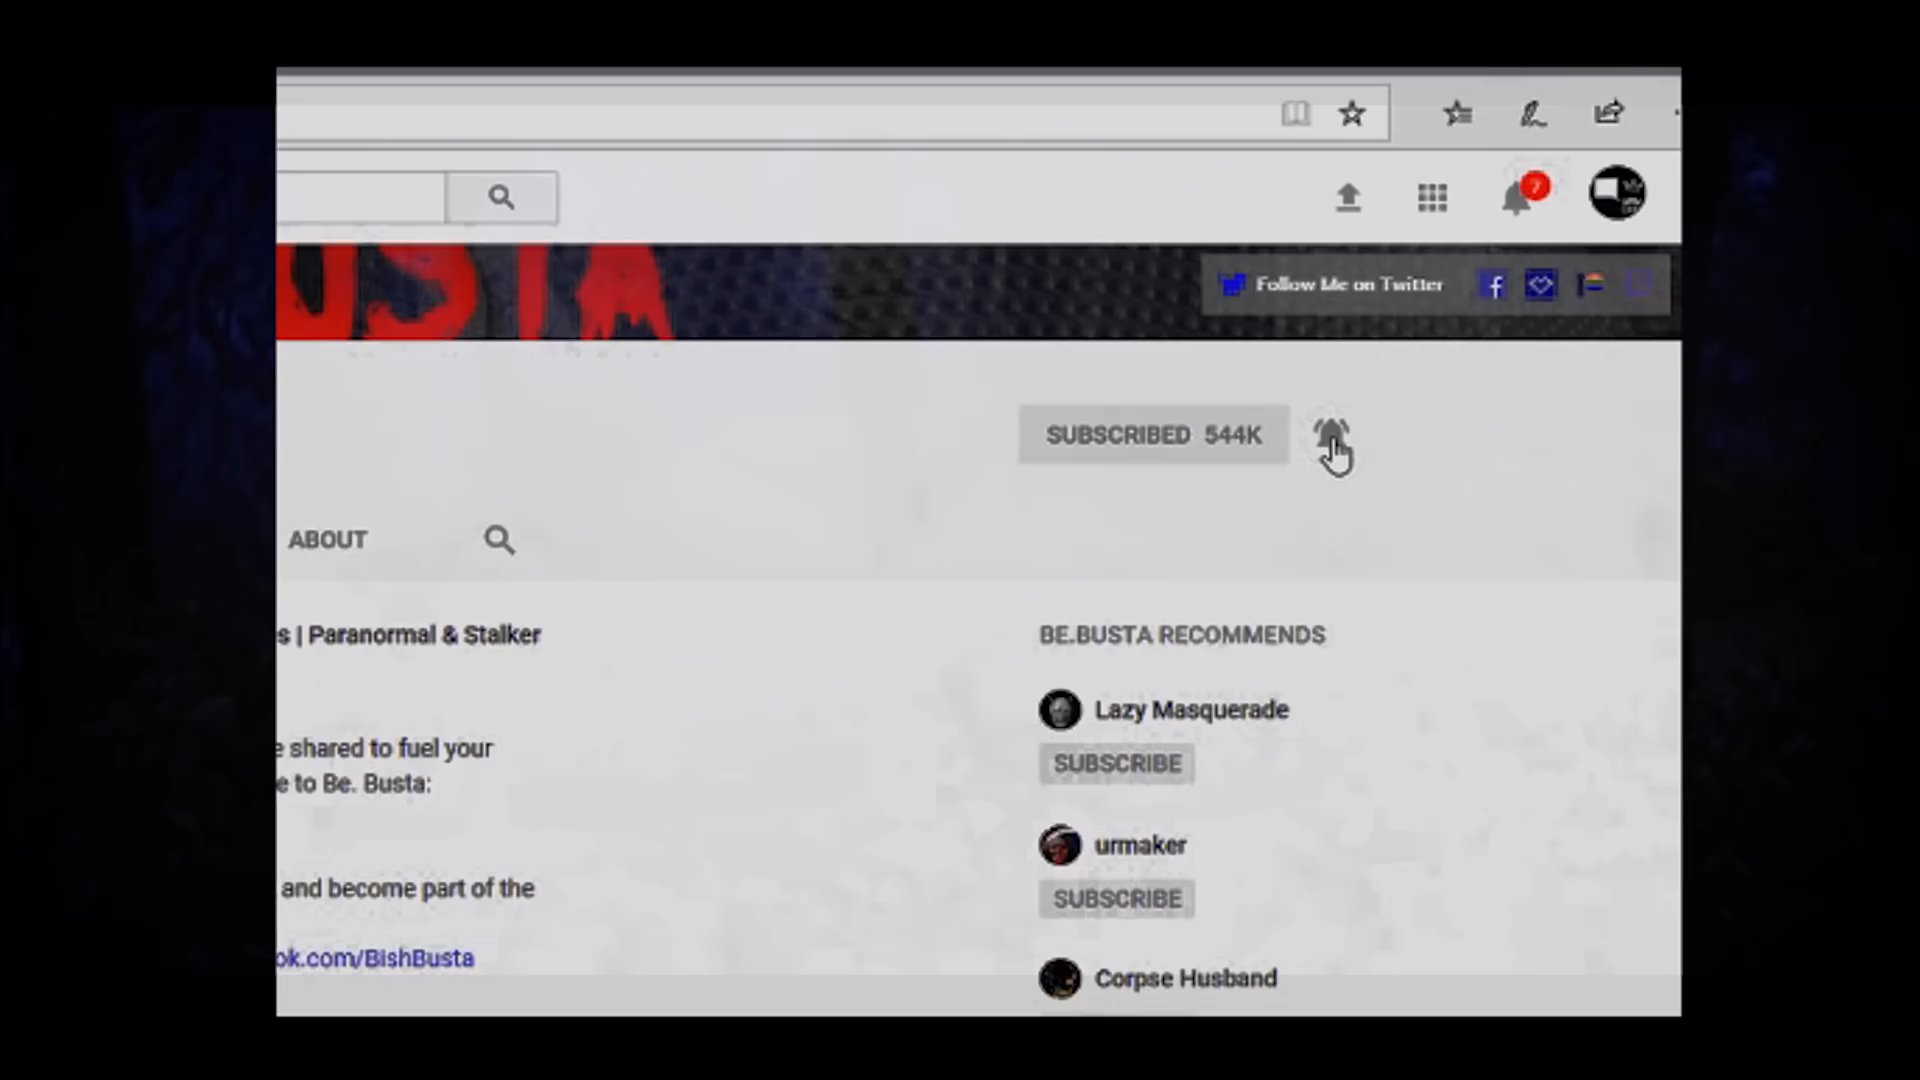 7
USTA
Follow Me on Twitter
SUBSCRIBED 544K
ABOUT
s | Paranormal & Stalker
BE.BUSTA RECOMMENDS
Lazy Masquerade
SUBSCRIBE
e shared to fuel your
e to Be. Busta:
urmaker
SUBSCRIBE
and become part of the
ok.com/BishBusta
Corpse Husband